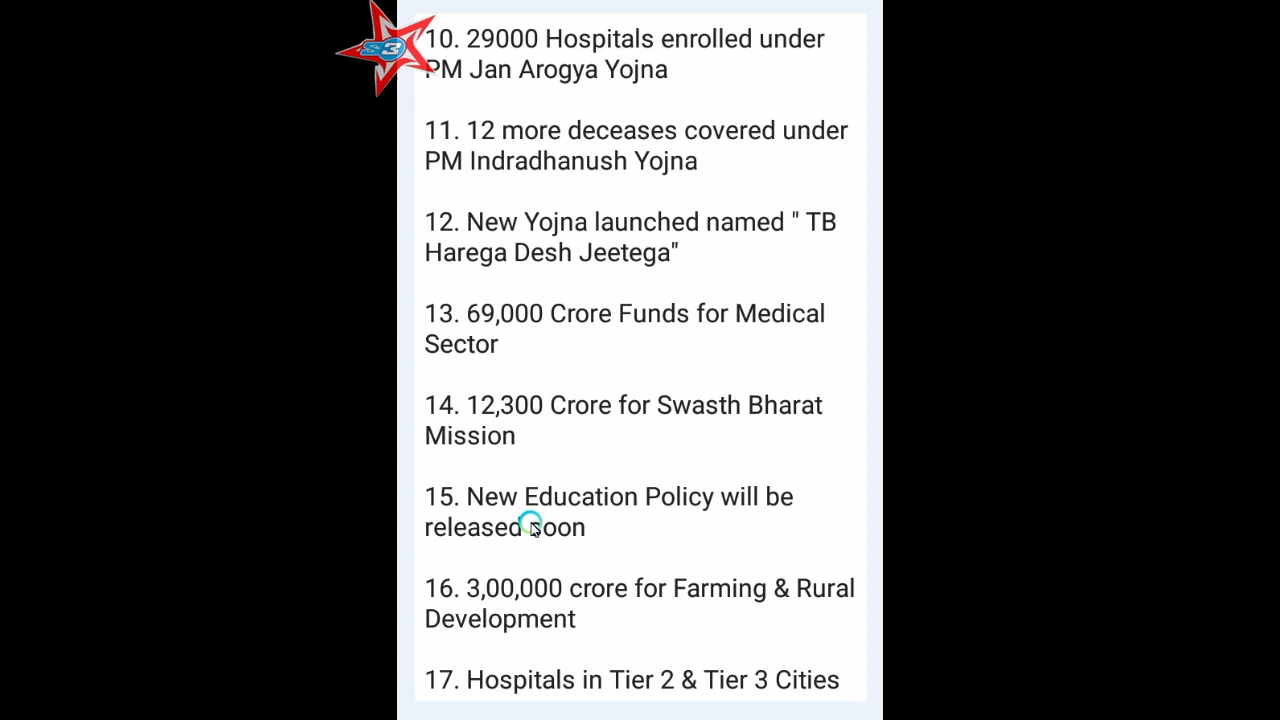 S3
10. 29000 Hospitals enrolled under
PM Jan Arogya Yojna
11. 12 more deceases covered under
PM Indradhanush Yojna
12. New Yojna launched named " TB
Harega Desh Jeetega"
13. 69,000 Crore Funds for Medical
Sector
14. 12,300 Crore for Swasth Bharat
Mission
15. New Education Policy will be
released soon
16. 3,00,000 crore for Farming & Rural
Development
17. Hospitals in Tier 2 & Tier 3 Cities